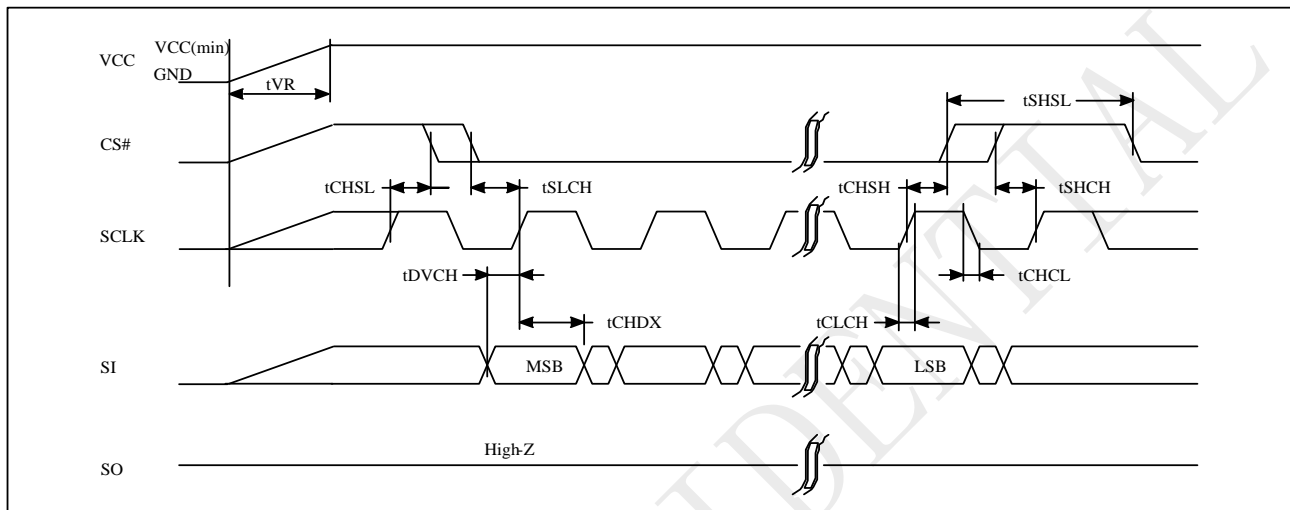 VCC
VCC(min)
GND
tVR
tSHSL
CS#
tCHSL
tSLCH
tCHSH
tSHCH
SCLK
tDVCH
tCHCL
tCHDX
tCLCH
SI
MSB
LSB
High-Z
SO
IDENTIAL